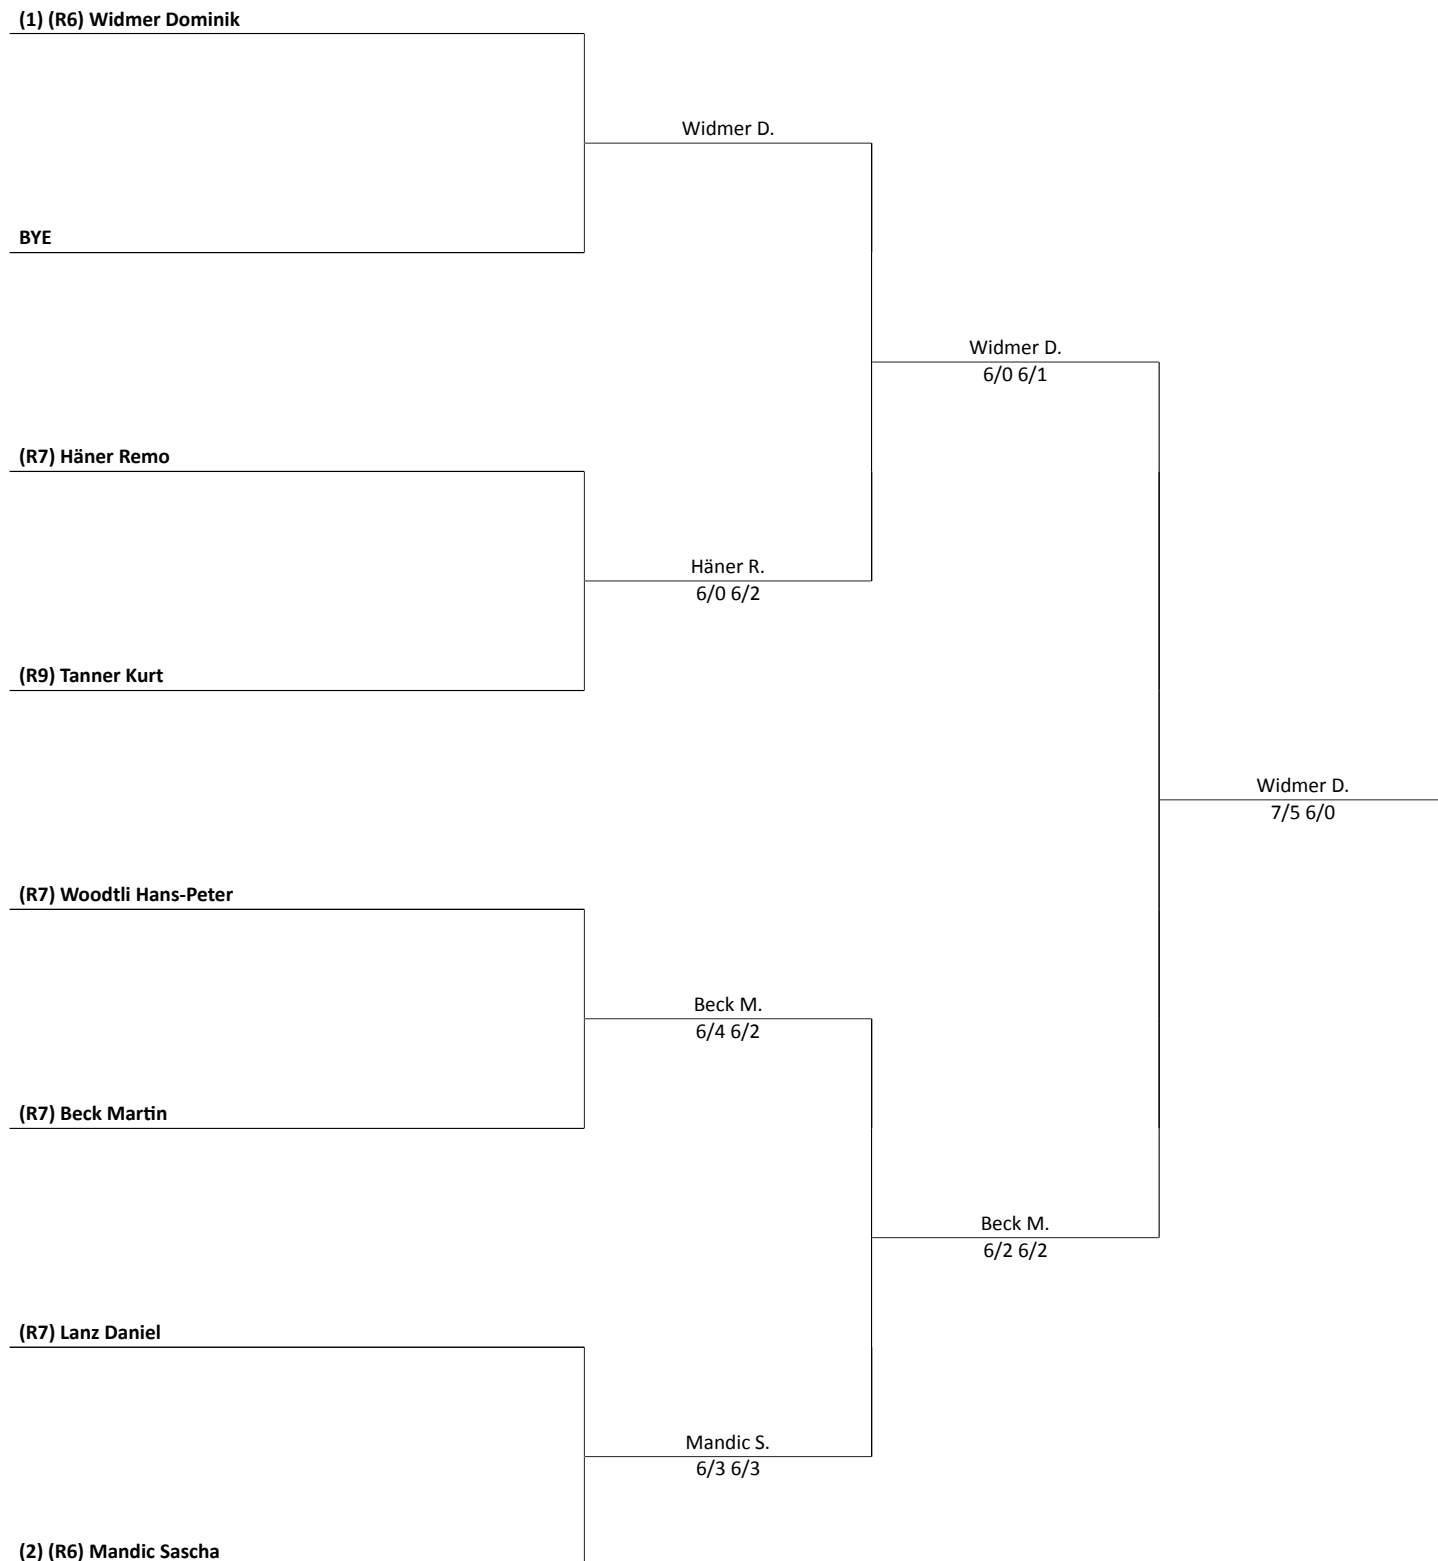 (1) (R6) Widmer Dominik
Widmer D.
BYE
Widmer D.
6/0 6/1
(R7) Häner Remo
Häner R.
6/0 6/2
(R9) Tanner Kurt
Widmer D.
7/5 6/0
(R7) Woodtli Hans-Peter
Beck M.
6/4 6/2
(R7) Beck Martin
Beck M.
6/2 6/2
(R7) Lanz Daniel
Mandic S.
6/3 6/3
(2) (R6) Mandic Sascha